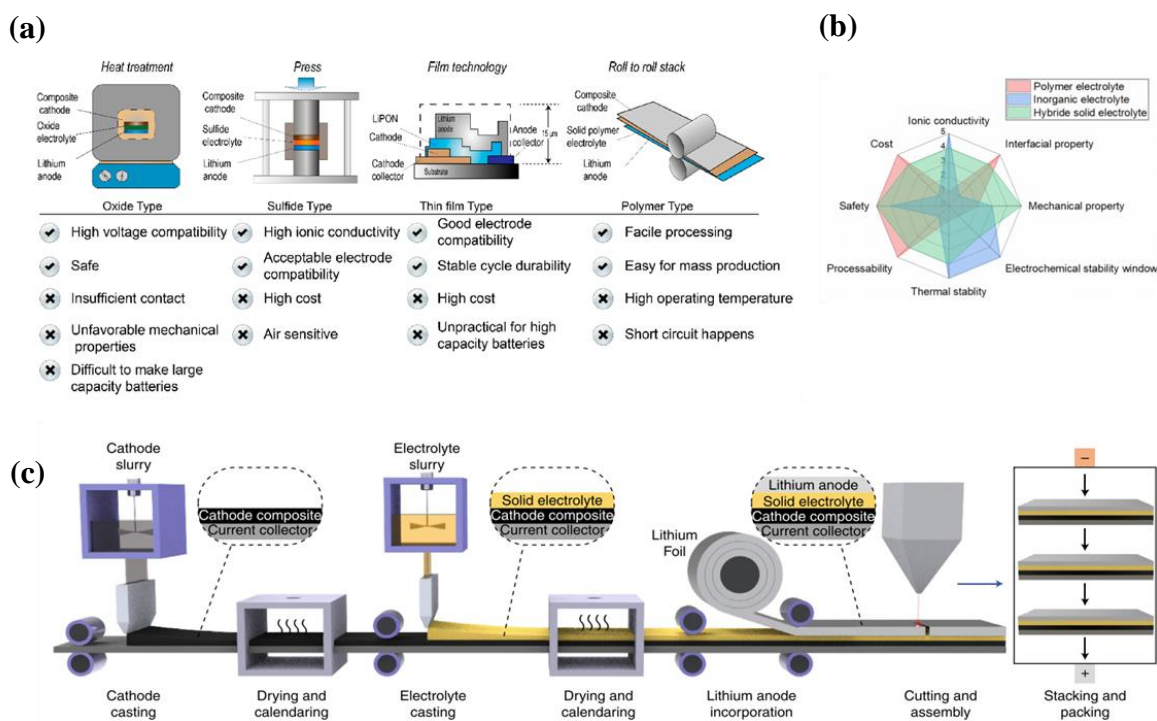 (a)
Heat treatment
Composite
cathode
Oxide
electrolyte
Lithium
anode
Press
Composite
cathode
Sulfide
electrolyte
Lithium
anode
Film technology
LiPON
Cathode
Cathode
collector
Lithium
anode
Anode
collector
15 um
Substrate
Roll to roll stack
Composite
cathode
Solid polymer
electrolyte
Lithium
anode
Oxide Type
High voltage compatibility
Safe
Insufficient contact
Unfavorable mechanical
properties
Difficult to make large
capacity batteries
Sulfide Type
High ionic conductivity
Acceptable electrode
compatibility
High cost
Air sensitive
Thin film Type
Good electrode
compatibility
Stable cycle durability
High cost
Unpractical for high
capacity batteries
Polymer Type
Facile processing
Easy for mass production
High operating temperature
Short circuit happens
(b)
Polymer electrolyte
Inorganic electrolyte
Hybride solid electrolyte
Ionic conductivity
5
4
3
Interfacial property
Mechanical property
Electrochemical stability window
Thermal stablity
Processability
Safety
Cost
(c)
Cathode
slurry
Cathode composite
Current collector
Electrolyte
slurry
Solid electrolyte
Cathode composite
Current collector
Lithium
Foil
Lithium anode
Solid electrolyte
Cathode composite
Current collector
−
+
Cathode
casting
Drying and
calendaring
Electrolyte
casting
Drying and
calendaring
Lithium anode
incorporation
Cutting and
assembly
Stacking and
packing